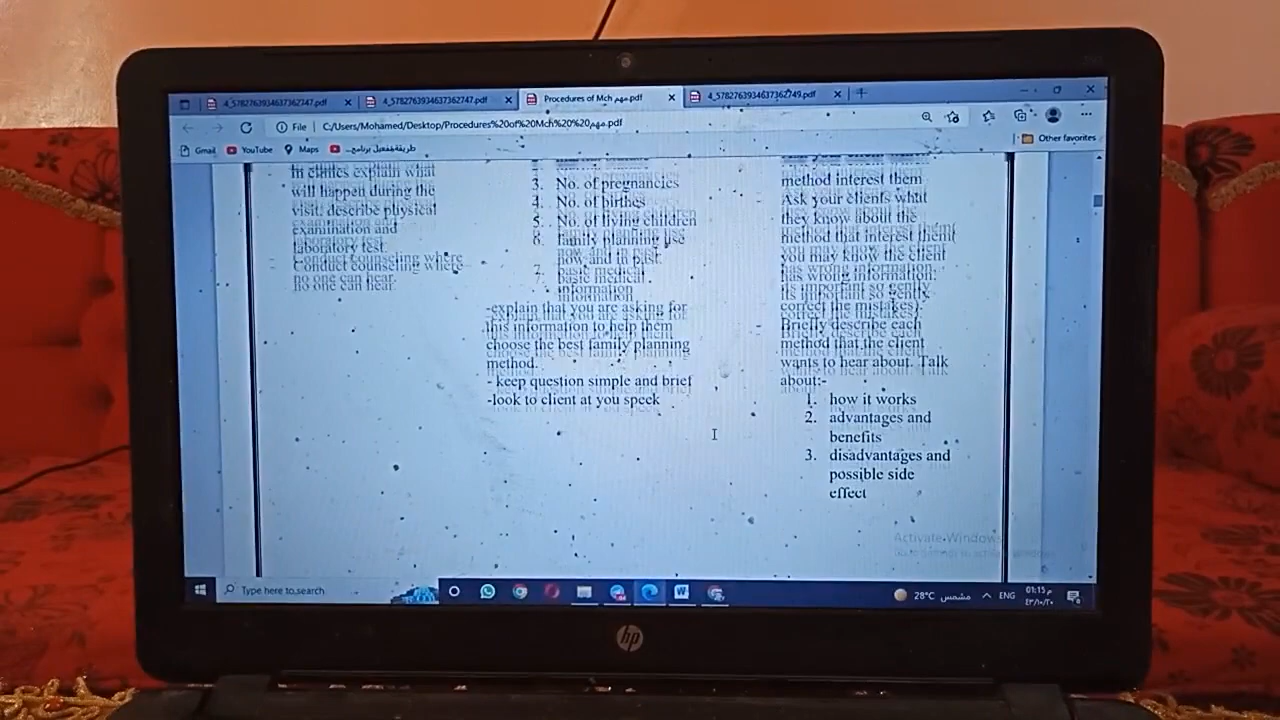 4_5782763934637362747.pdf
4_5782763934637362747.pdf
Procedures of Mch مهم.pdf
4_5782763934637362749.pdf
File
C:/Users/Mohamed/Desktop/Procedures%20of%20Mch%20%20مهم.pdf
Gmail
YouTube
Maps
Other favorites
In clinics explain what
will happen during the
visit. describe physical
examination and
laboratory test.
- Conduct counseling where
no one can hear.
3. No. of pregnancies
4. No. of birthes
5. No. of living children
6. family planning use
now and in past.
7. basic medical
information
-explain that you are asking for
this information to help them
choose the best family planning
method.
- keep question simple and brief
-look to client at you speek
method interest them
Ask your clients what
they know about the
method that interest them(
you may know the client
has wrong information.
its important so gently
correct the mistakes).
Briefly describe each
method that the client
wants to hear about. Talk
about:-
1. how it works
2. advantages and
benefits
3. disadvantages and
possible side
effect
Activate Windows
Type here to search
28°C مشمس
ENG
01:15 م
hp